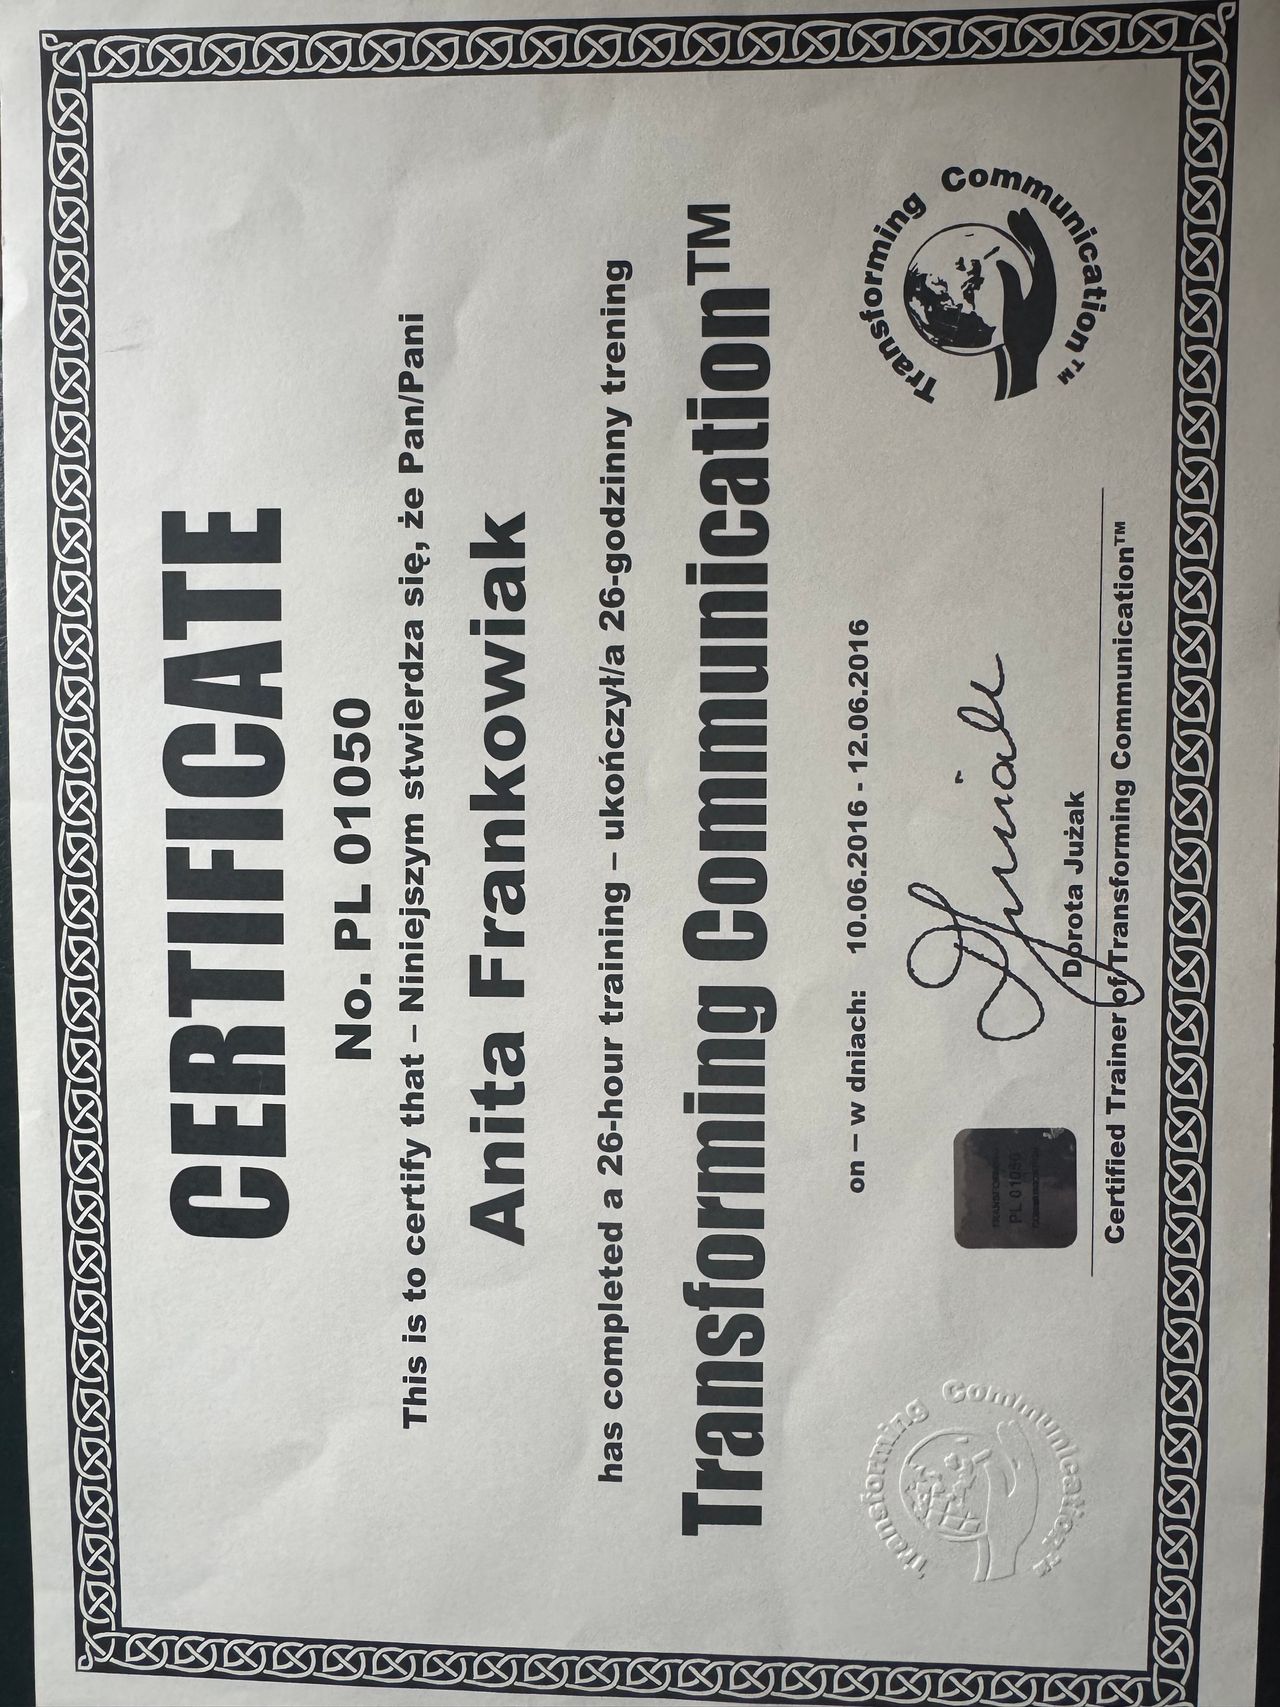 CERTIFICATE
No. PL 01050
This is to certify that – Niniejszym stwierdza się, że Pan/Pani
Anita Frankowiak
has completed a 26-hour training – ukończył/a 26-godzinny trening
Transforming Communication™
on – w dniach: 10.06.2016 - 12.06.2016
Transforming Communication™
PL 01050
Dorota Jużak
Certified Trainer of Transforming Communication™
Transforming Communication™